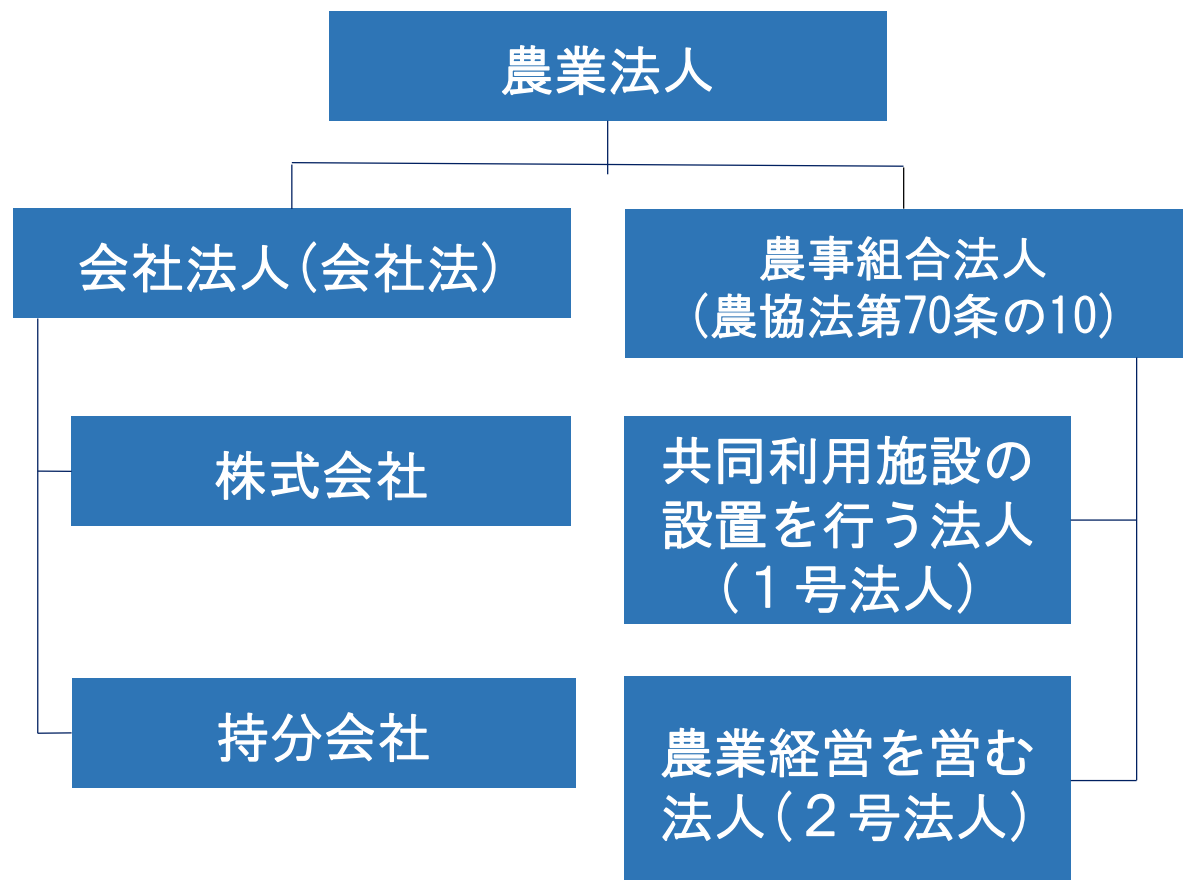 農業法人
会社法人(会社法)
農事組合法人
(農協法第70条の10)
株式会社
共同利用施設の
設置を行う法人
(１号法人)
持分会社
農業経営を営む
法人(２号法人)